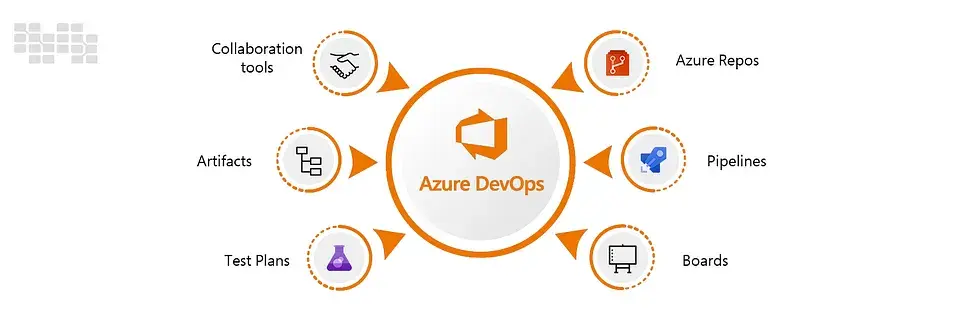 Collaboration
tools
Azure Repos
Artifacts
Azure DevOps
Pipelines
Test Plans
Boards